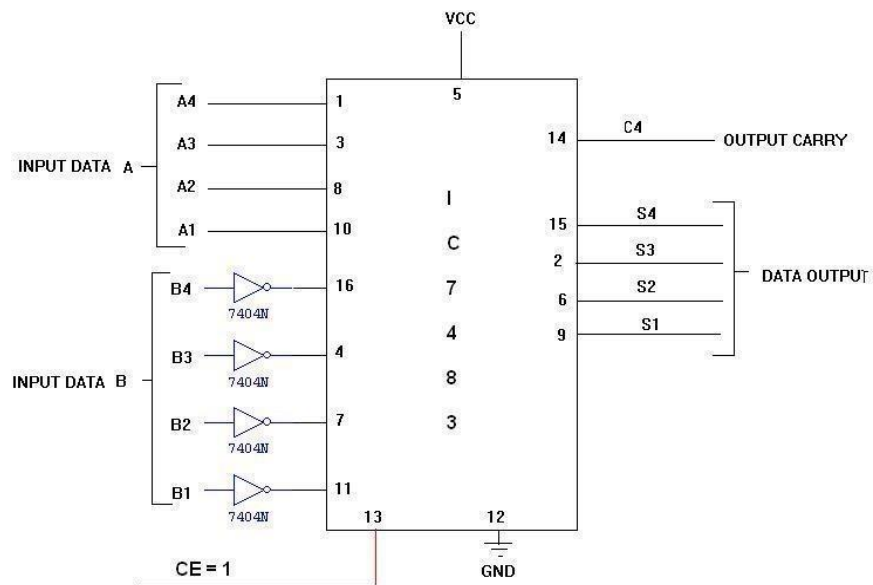 VCC
5
A4 1
A3 3
INPUT DATA A
A2 8
A1 10
14 C4 OUTPUT CARRY
I
C
7
4
8
3
15 S4
2 S3
DATA OUTPUT
6 S2
9 S1
B4 16
7404N
B3 4
7404N
INPUT DATA B
B2 7
7404N
B1 11
7404N
13
12
CE = 1
GND